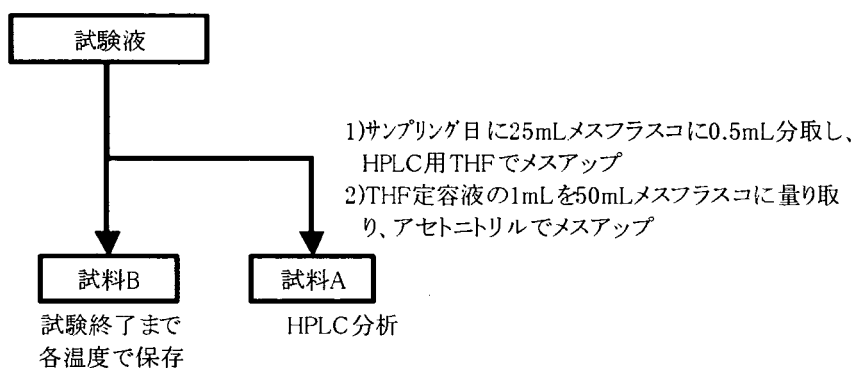 試験液
1)サンプリング日に25mLメスフラスコに0.5mL分取し、
HPLC用THFでメスアップ
2)THF定容液の1mLを50mLメスフラスコに量り取
り、アセトニトリルでメスアップ
試料B
試料A
試験終了まで
各温度で保存
HPLC分析